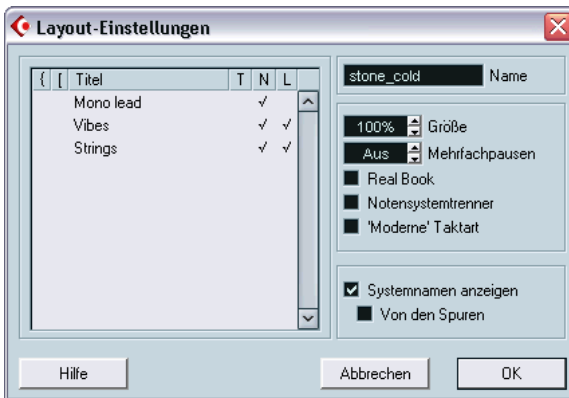 Layout-Einstellungen
{ [ Titel T N L
Mono lead √
Vibes √ √
Strings √
√
stone_cold Name
100% Größe
Aus Mehrfachpausen
Real Book
Notensystemtrenner
'Moderne' Taktart
Systemnamen anzeigen
Von den Spuren
Hilfe Abbrechen OK